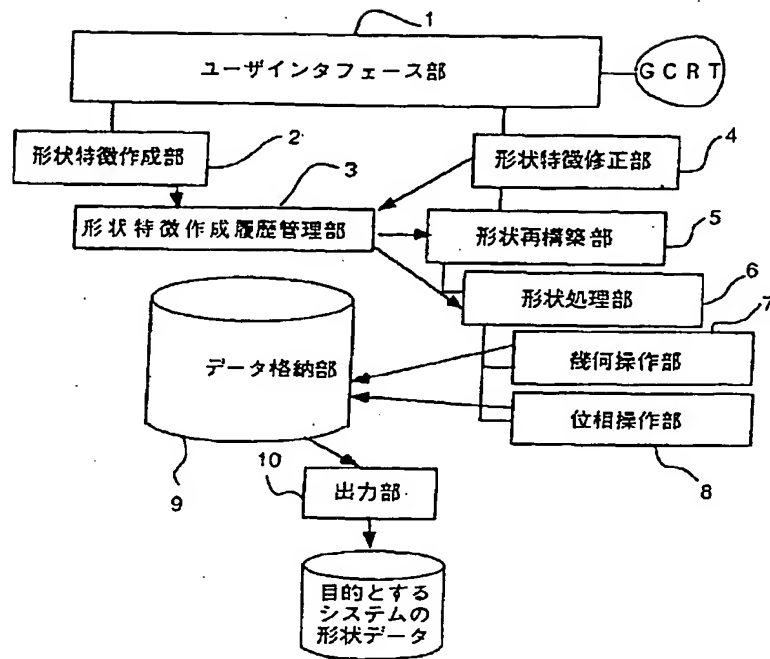 1
ユーザインタフェース部
GCRT
形状特徴作成部
2
形状特徴修正部
4
3
形状特徴作成履歴管理部
形状再構築部
5
形状処理部
6
7
データ格納部
幾何操作部
位相操作部
8
9
10
出力部
目的とする
システムの
形状データ